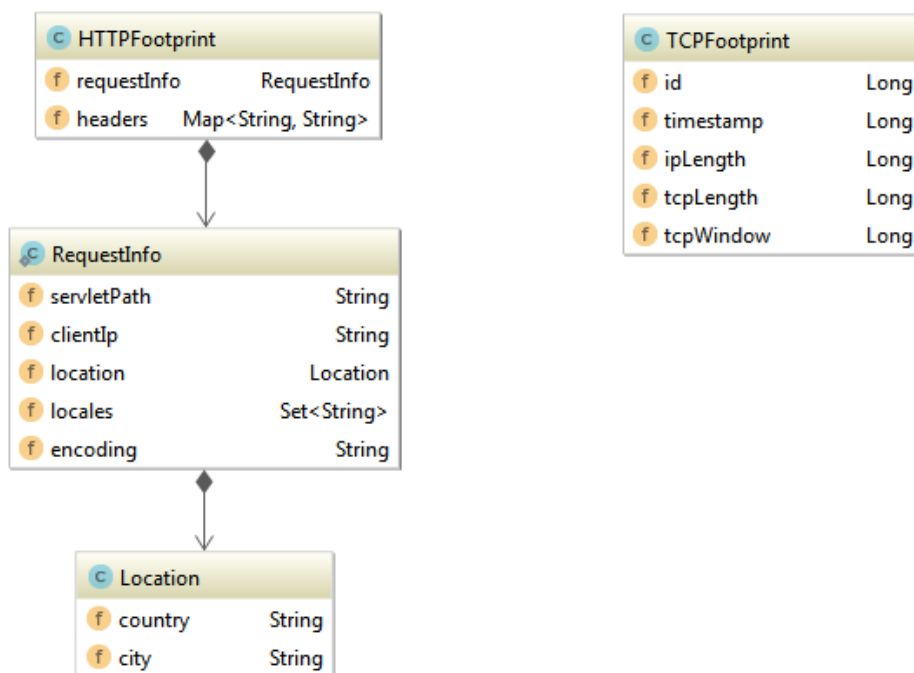 C HTTPFootprint
f requestInfo RequestInfo
f headers Map<String, String>
C RequestInfo
f servletPath String
f clientIp String
f location Location
f locales Set<String>
f encoding String
C Location
f country String
f city String
C TCPFootprint
f id Long
f timestamp Long
f ipLength Long
f tcpLength Long
f tcpWindow Long